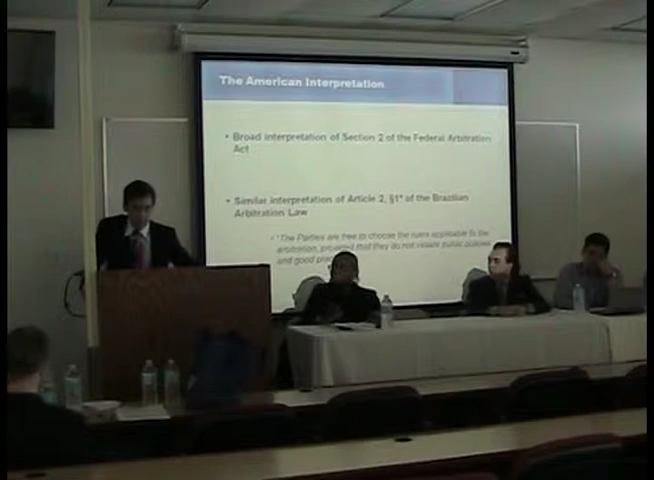 The American Interpretation
• Broad interpretation of Section 2 of the Federal Arbitration
Act
• Similar interpretation of Article 2, §1° of the Brazilian
Arbitration Law
• "The Parties are free to choose the rules applicable to the
arbitration, provided that they do not violate public policies
and good